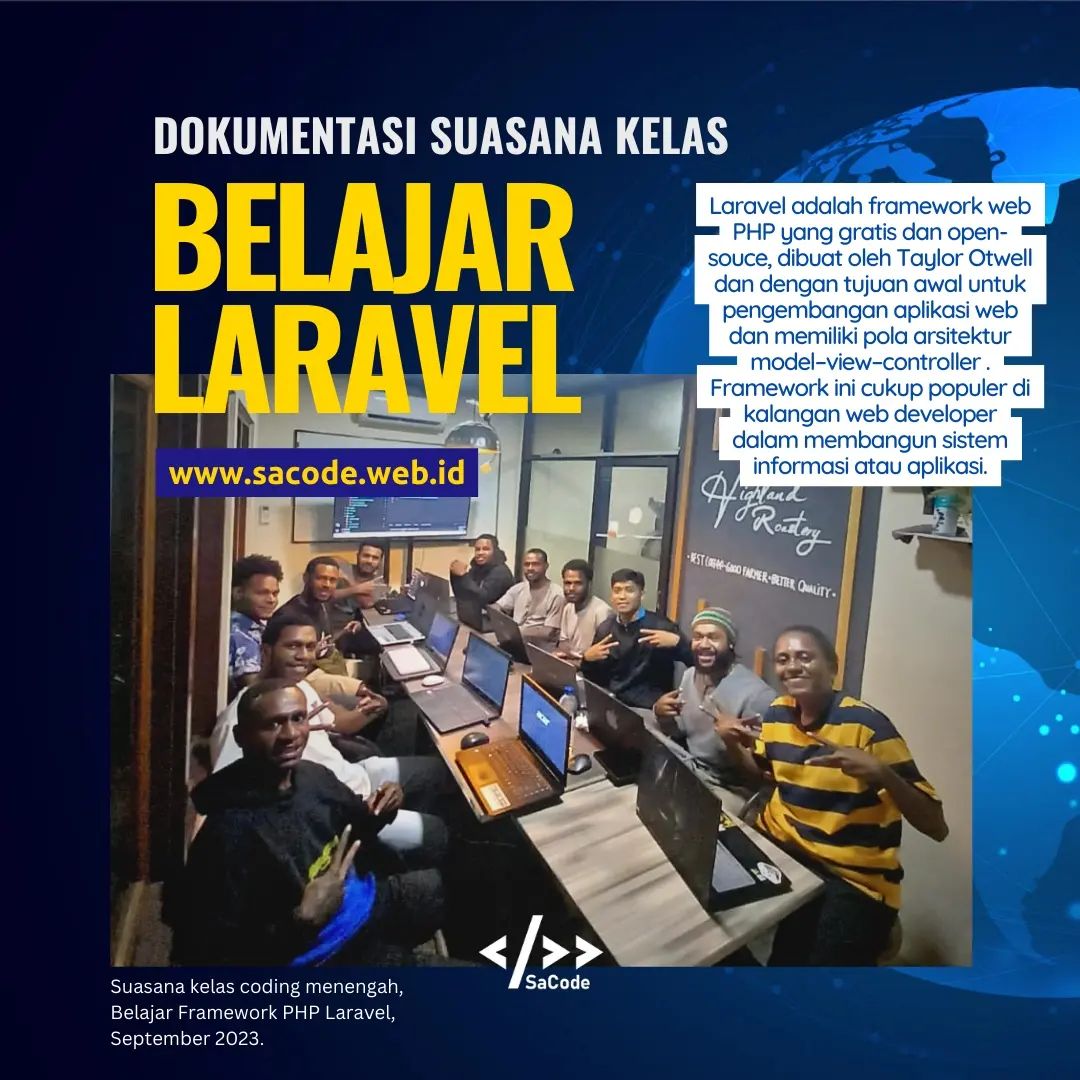 DOKUMENTASI SUASANA KELAS
BELAJAR
LARAVEL
www.sacode.web.id
Laravel adalah framework web
PHP yang gratis dan open-
souce, dibuat oleh Taylor Otwell
dan dengan tujuan awal untuk
pengembangan aplikasi web
dan memiliki pola arsitektur
model-view-controller .
Framework ini cukup populer di
kalangan web developer
dalam membangun sistem
informasi atau aplikasi.
Highland
Roastery
•BEST COFFEE•GOOD FARMER•BETTER QUALITY•
</>>
SaCode
Suasana kelas coding menengah,
Belajar Framework PHP Laravel,
September 2023.